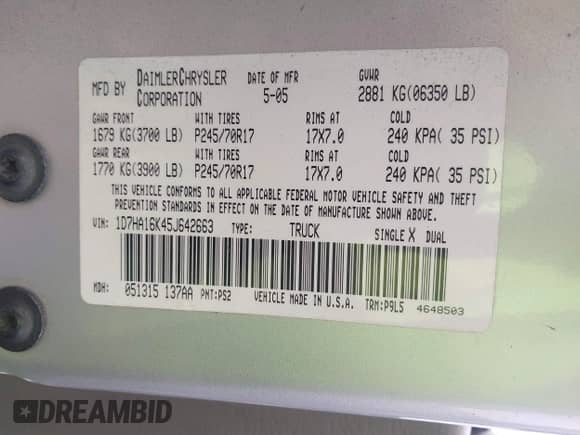 MFD BY DAIMLERCHRYSLER CORPORATION DATE OF MFR 5-05 GVWR 2881 KG(06350 LB)
GAWR FRONT WITH TIRES RIMS AT COLD
1679 KG(3700 LB) P245/70R17 17X7.0 240 KPA( 35 PSI)
GAWR REAR WITH TIRES RIMS AT COLD
1770 KG(3900 LB) P245/70R17 17X7.0 240 KPA( 35 PSI)
THIS VEHICLE CONFORMS TO ALL APPLICABLE FEDERAL MOTOR VEHICLE SAFETY AND THEFT
PREVENTION STANDARDS IN EFFECT ON THE DATE OF MANUFACTURE SHOWN ABOVE.
VIN: 1D7HA16K45J642663 TYPE: TRUCK SINGLE X DUAL
MDH: 051315 137AA PNT:PS2 VEHICLE MADE IN U.S.A. TRM:P9L5 4648503
DREAMBID